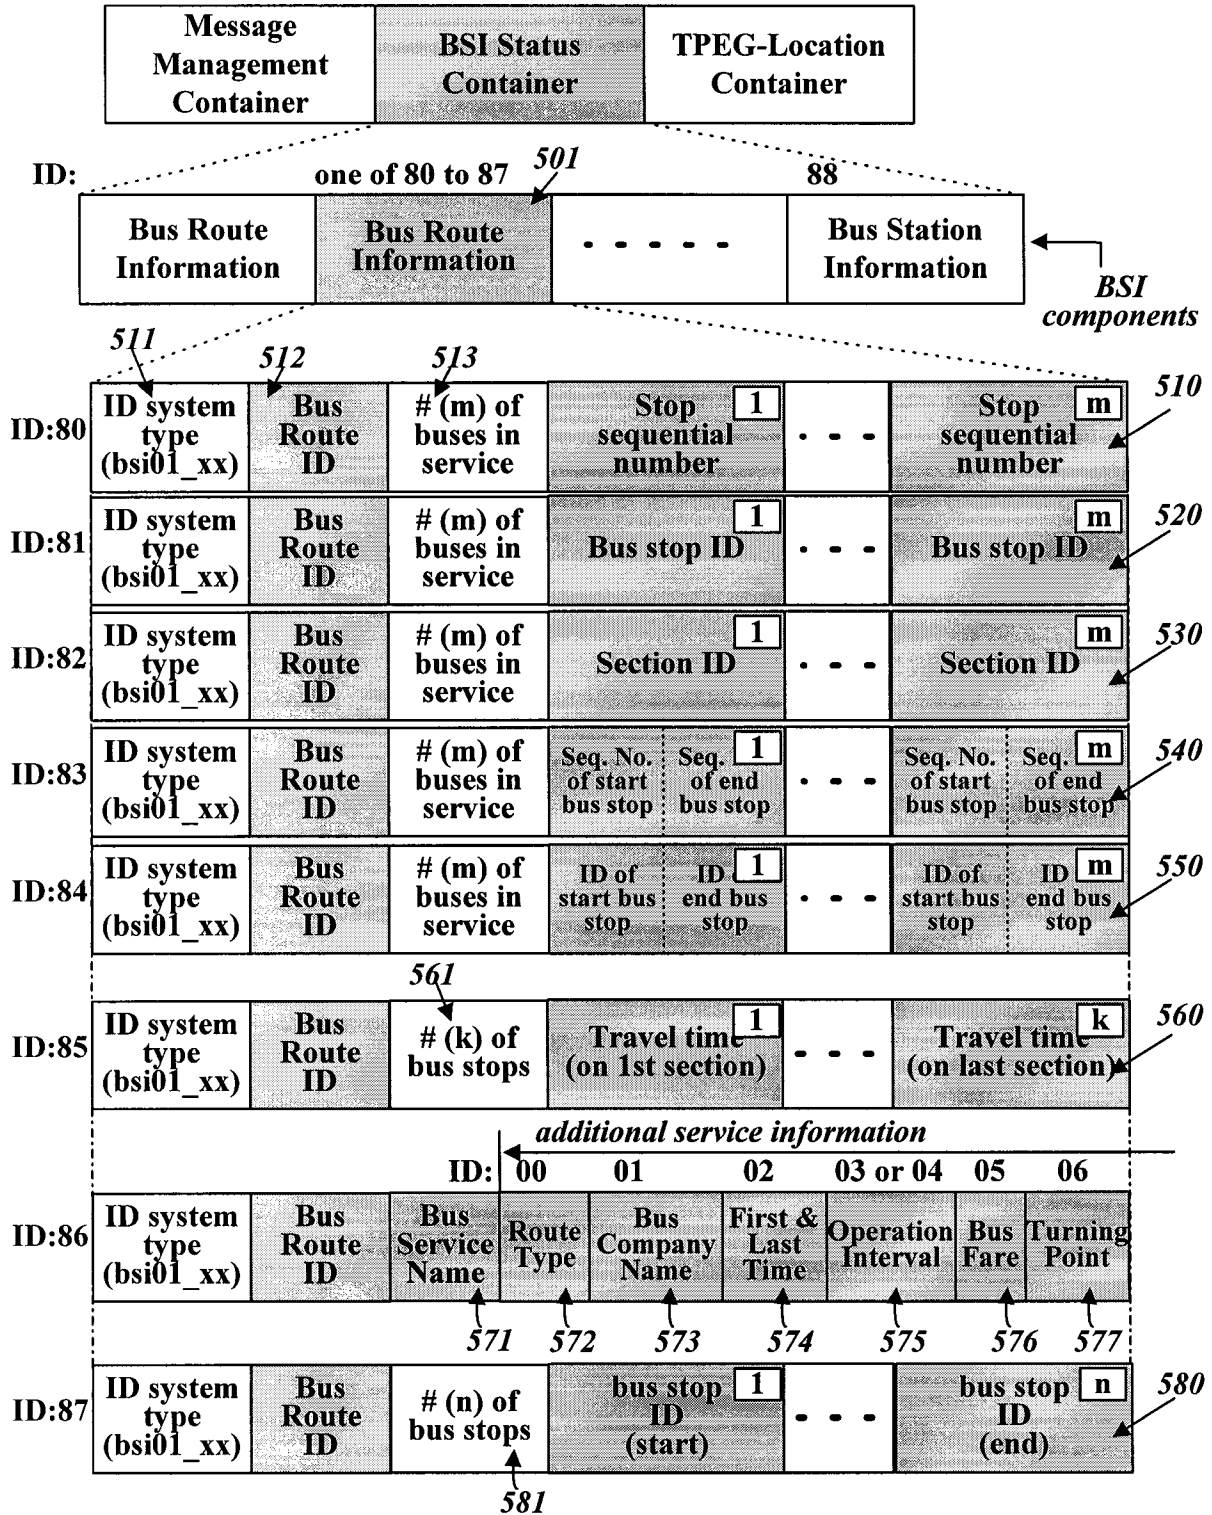 Message
Management
Container
BSI Status
Container
TPEG-Location
Container
ID:
one of 80 to 87
501
88
Bus Route
Information
Bus Route
Information
Bus Station
Information
BSI
components
511
512
513
510
ID:80
ID system
type
(bsi01_xx)
Bus
Route
ID
# (m) of
buses in
service
Stop
sequential
number
1
Stop
sequential
number
m
520
ID:81
ID system
type
(bsi01_xx)
Bus
Route
ID
# (m) of
buses in
service
Bus stop ID
1
Bus stop ID
m
530
ID:82
ID system
type
(bsi01_xx)
Bus
Route
ID
# (m) of
buses in
service
Section ID
1
Section ID
m
540
ID:83
ID system
type
(bsi01_xx)
Bus
Route
ID
# (m) of
buses in
service
Seq. No.
of start
bus stop
Seq.
of end
bus stop
1
Seq. No.
of start
bus stop
Seq.
of end
bus stop
m
550
ID:84
ID system
type
(bsi01_xx)
Bus
Route
ID
# (m) of
buses in
service
ID of
start bus
stop
ID
end bus
stop
1
ID of
start bus
stop
ID
end bus
stop
m
561
560
ID:85
ID system
type
(bsi01_xx)
Bus
Route
ID
# (k) of
bus stops
Travel time
(on 1st section)
1
Travel time
(on last section)
k
additional service information
ID:
00
01
02
03 or 04
05
06
ID:86
ID system
type
(bsi01_xx)
Bus
Route
ID
Bus
Service
Name
Route
Type
Bus
Company
Name
First &
Last
Time
Operation
Interval
Bus
Fare
Turning
Point
571
572
573
574
575
576
577
580
ID:87
ID system
type
(bsi01_xx)
Bus
Route
ID
# (n) of
bus stops
bus stop
ID
(start)
1
bus stop
ID
(end)
n
581